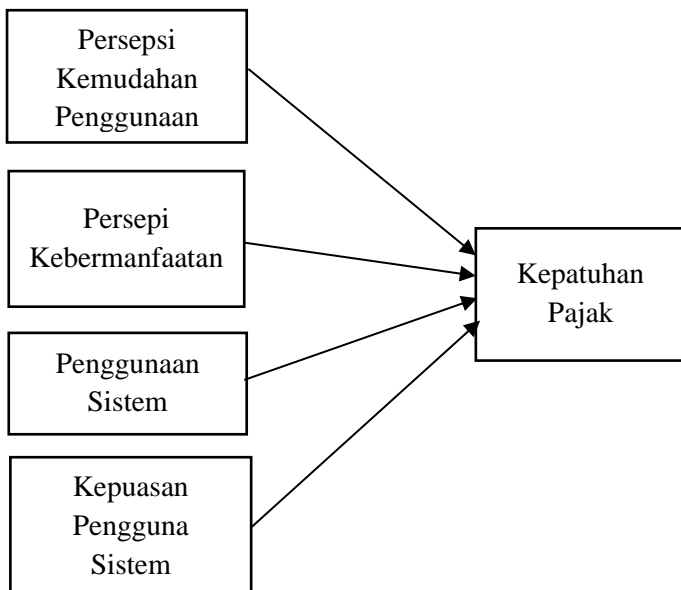 Persepsi
Kemudahan
Penggunaan
Persepi
Kebermanfaatan
Penggunaan
Sistem
Kepuasan
Pengguna
Sistem
Kepatuhan
Pajak